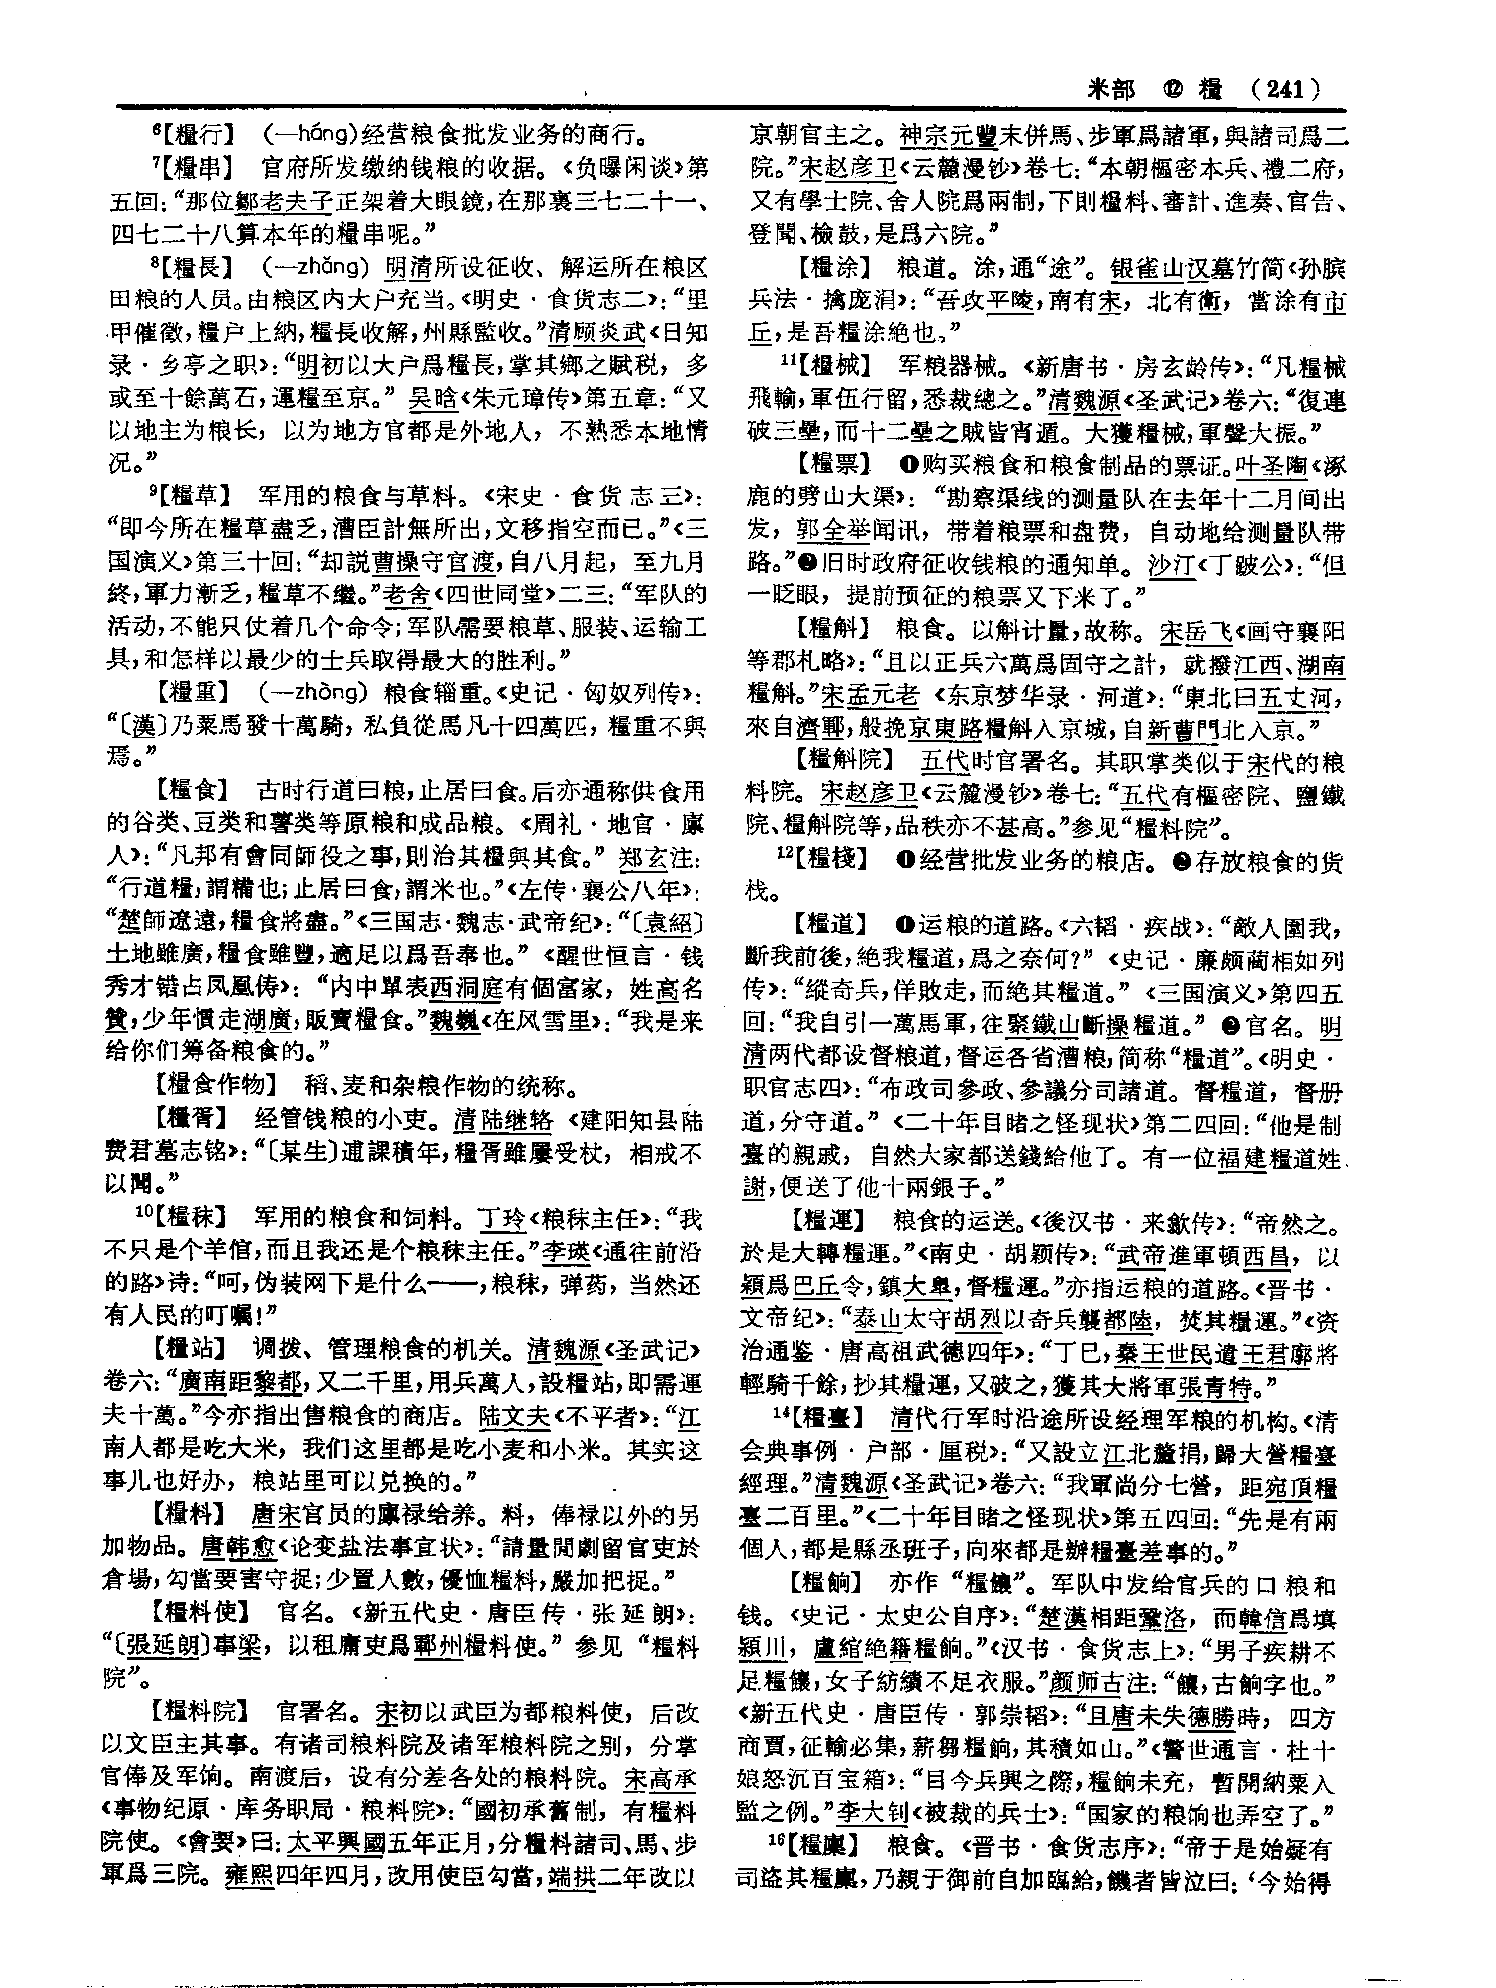 米部 ⑫ 糧 (241)
⁶【糧行】 (—háng)经营粮食批发业务的商行。
⁷【糧串】 官府所发缴纳钱粮的收据。《负曝闲谈》第
五回：“那位鄒老夫子正架着大眼鏡，在那裏三七二十一、
四七二十八算本年的糧串呢。”
⁸【糧長】 (—zhǎng) 明清所设征收、解运所在粮区
田粮的人员。由粮区内大户充当。《明史·食货志二》：“里
甲催徵，糧户上納，糧長收解，州縣監收。”清顾炎武《日知
录·乡亭之职》：“明初以大户爲糧長，掌其鄉之賦税，多
或至十餘萬石，運糧至京。” 吴晗《朱元璋传》第五章：“又
以地主为粮长，以为地方官都是外地人，不熟悉本地情
况。”
⁹【糧草】 军用的粮食与草料。《宋史·食货志三》：
“即今所在糧草盡乏，漕臣計無所出，文移指空而已。”《三
国演义》第三十回：“却説曹操守官渡，自八月起，至九月
終，軍力漸乏，糧草不繼。”老舍《四世同堂》二三：“军队的
活动，不能只仗着几个命令；军队需要粮草、服装、运输工
具，和怎样以最少的士兵取得最大的胜利。”
【糧重】 (—zhòng) 粮食辎重。《史记·匈奴列传》：
“〔漢〕乃粟馬發十萬騎，私負從馬凡十四萬匹，糧重不與
焉。”
【糧食】 古时行道曰粮，止居曰食。后亦通称供食用
的谷类、豆类和薯类等原粮和成品粮。《周礼·地官·廪
人》：“凡邦有會同師役之事，則治其糧與其食。” 郑玄注：
“行道糧，謂糒也；止居曰食，謂米也。”《左传·襄公八年》：
“楚師遼遠，糧食將盡。”《三国志·魏志·武帝纪》：“〔袁紹〕
土地雖廣，糧食雖豐，適足以爲吾奉也。” 《醒世恒言·钱
秀才错占凤凰俦》：“内中單表西洞庭有個富家，姓高名
贊，少年慣走湖廣，販賣糧食。”魏巍《在风雪里》：“我是来
给你们筹备粮食的。”
【糧食作物】 稻、麦和杂粮作物的统称。
【糧胥】 经管钱粮的小吏。清陆继辂《建阳知县陆
费君墓志铭》：“〔某生〕逋課積年，糧胥雖屢受杖，相戒不
以聞。”
¹⁰【糧秣】 军用的粮食和饲料。丁玲《粮秣主任》：“我
不只是个羊倌，而且我还是个粮秣主任。”李瑛《通往前沿
的路》诗：“呵，伪装网下是什么——，粮秣，弹药，当然还
有人民的叮嘱！”
【糧站】 调拨、管理粮食的机关。清魏源《圣武记》
卷六：“廣南距黎都，又二千里，用兵萬人，設糧站，即需運
夫十萬。”今亦指出售粮食的商店。陆文夫《不平者》：“江
南人都是吃大米，我们这里都是吃小麦和小米。其实这
事儿也好办，粮站里可以兑换的。”
【糧料】 唐宋官员的廪禄给养。料，俸禄以外的另
加物品。唐韩愈《论变盐法事宜状》：“請量閒劇留官吏於
倉場，勾當要害守捉；少置人數，優恤糧料，嚴加把捉。”
【糧料使】 官名。《新五代史·唐臣传·张延朗》：
“〔張延朗〕事梁，以租庸吏爲鄆州糧料使。” 参见“糧料
院”。
【糧料院】 官署名。宋初以武臣为都粮料使，后改
以文臣主其事。有诸司粮料院及诸军粮料院之别，分掌
官俸及军饷。南渡后，设有分差各处的粮料院。宋高承
《事物纪原·库务职局·粮料院》：“國初承舊制，有糧料
院使。《會要》曰：太平興國五年正月，分糧料諸司、馬、步
軍爲三院。雍熙四年四月，改用使臣勾當，端拱二年改以
京朝官主之。神宗元豐末併馬、步軍爲諸軍，與諸司爲二
院。”宋赵彦卫《云麓漫钞》卷七：“本朝樞密本兵、禮二府，
又有學士院、舍人院爲兩制，下則糧料、審計、進奏、官告、
登聞、檢鼓，是爲六院。”
【糧涂】 粮道。涂，通“途”。银雀山汉墓竹简《孙膑
兵法·擒庞涓》：“吾攻平陵，南有宋，北有衛，當涂有市
丘，是吾糧涂絶也。”
¹¹【糧械】 军粮器械。《新唐书·房玄龄传》：“凡糧械
飛輸，軍伍行留，悉裁總之。”清魏源《圣武记》卷六：“復連
破三壘，而十二壘之賊皆宵遁。大獲糧械，軍聲大振。”
【糧票】 ❶购买粮食和粮食制品的票证。叶圣陶《涿
鹿的劈山大渠》：“勘察渠线的测量队在去年十二月间出
发，郭全举闻讯，带着粮票和盘费，自动地给测量队带
路。”❷旧时政府征收钱粮的通知单。沙汀《丁跛公》：“但
一眨眼，提前预征的粮票又下来了。”
【糧斛】 粮食。以斛计量，故称。宋岳飞《画守襄阳
等郡札略》：“且以正兵六萬爲固守之計，就撥江西、湖南
糧斛。”宋孟元老《东京梦华录·河道》：“東北曰五丈河，
來自濟鄆，般挽京東路糧斛入京城，自新曹門北入京。”
【糧斛院】 五代时官署名。其职掌类似于宋代的粮
料院。宋赵彦卫《云麓漫钞》卷七：“五代有樞密院、鹽鐵
院、糧斛院等，品秩亦不甚高。”参见“糧料院”。
¹²【糧棧】 ❶经营批发业务的粮店。❷存放粮食的货
栈。
【糧道】 ❶运粮的道路。《六韬·疾战》：“敵人圍我，
斷我前後，絶我糧道，爲之奈何？” 《史记·廉颇蔺相如列
传》：“縱奇兵，佯敗走，而絶其糧道。” 《三国演义》第四五
回：“我自引一萬馬軍，往聚鐵山斷操糧道。” ❷官名。明
清两代都设督粮道，督运各省漕粮，简称“糧道”。《明史·
职官志四》：“布政司參政、參議分司諸道。督糧道，督册
道，分守道。” 《二十年目睹之怪现状》第二四回：“他是制
臺的親戚，自然大家都送錢給他了。有一位福建糧道姓
謝，便送了他十兩銀子。”
【糧運】 粮食的运送。《後汉书·来歙传》：“帝然之。
於是大轉糧運。”《南史·胡颖传》：“武帝進軍頓西昌，以
穎爲巴丘令，鎮大皋，督糧運。”亦指运粮的道路。《晋书·
文帝纪》：“泰山太守胡烈以奇兵襲都陸，焚其糧運。”《资
治通鉴·唐高祖武德四年》：“丁巳，秦王世民遣王君廓將
輕騎千餘，抄其糧運，又破之，獲其大將軍張青特。”
¹⁴【糧臺】 清代行军时沿途所设经理军粮的机构。《清
会典事例·户部·厘税》：“又設立江北釐捐，歸大營糧臺
經理。”清魏源《圣武记》卷六：“我軍尚分七營，距宛頂糧
臺二百里。”《二十年目睹之怪现状》第五四回：“先是有兩
個人，都是縣丞班子，向來都是辦糧臺差事的。”
【糧餉】 亦作“糧饟”。军队中发给官兵的口粮和
钱。《史记·太史公自序》：“楚漢相距鞏洛，而韓信爲填
潁川，盧綰絶籍糧餉。”《汉书·食货志上》：“男子疾耕不
足糧饟，女子紡績不足衣服。”颜师古注：“饟，古餉字也。”
《新五代史·唐臣传·郭崇韬》：“且唐未失德勝時，四方
商賈，征輸必集，薪芻糧餉，其積如山。”《警世通言·杜十
娘怒沉百宝箱》：“目今兵興之際，糧餉未充，暫開納粟入
監之例。”李大钊《被裁的兵士》：“国家的粮饷也弄空了。”
¹⁶【糧廪】 粮食。《晋书·食货志序》：“帝于是始疑有
司盗其糧廪，乃親于御前自加臨給，饑者皆泣曰：‘今始得